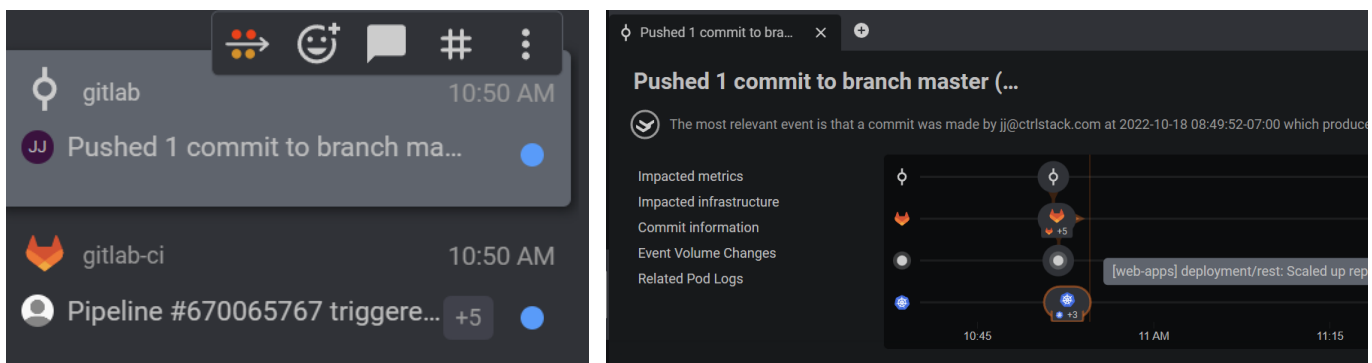 gitlab
10:50 AM
JJ
Pushed 1 commit to branch ma...
gitlab-ci
10:50 AM
Pipeline #670065767 triggere...
+5
Pushed 1 commit to bra...
Pushed 1 commit to branch master (...
The most relevant event is that a commit was made by jj@ctrlstack.com at 2022-10-18 08:49:52-07:00 which produce
Impacted metrics
Impacted infrastructure
Commit information
Event Volume Changes
Related Pod Logs
+5
[web-apps] deployment/rest: Scaled up rep
+3
10:45
11 AM
11:15